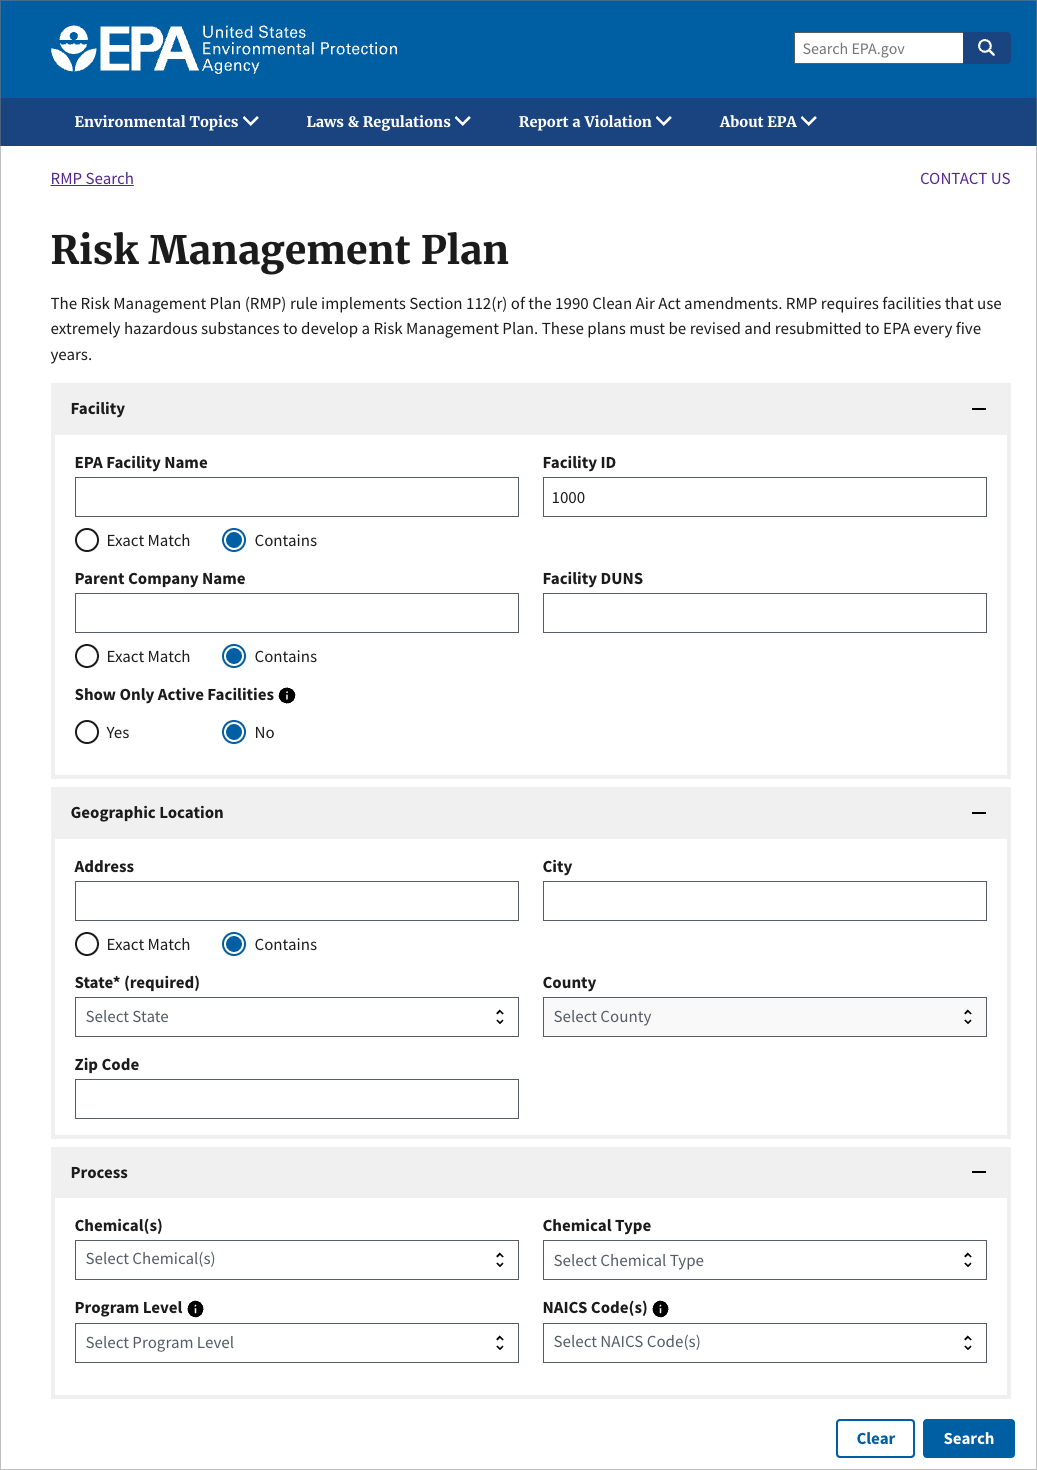 EPA United States
Environmental Protection
Agency
Search EPA.gov
Environmental Topics
Laws & Regulations
Report a Violation
About EPA
RMP Search
CONTACT US
Risk Management Plan
The Risk Management Plan (RMP) rule implements Section 112(r) of the 1990 Clean Air Act amendments. RMP requires facilities that use
extremely hazardous substances to develop a Risk Management Plan. These plans must be revised and resubmitted to EPA every five
years.
Facility
EPA Facility Name
Facility ID
1000
Exact Match
Contains
Parent Company Name
Facility DUNS
Exact Match
Contains
Show Only Active Facilities
Yes
No
Geographic Location
Address
City
Exact Match
Contains
State* (required)
County
Select State
Select County
Zip Code
Process
Chemical(s)
Chemical Type
Select Chemical(s)
Select Chemical Type
Program Level
NAICS Code(s)
Select Program Level
Select NAICS Code(s)
Clear
Search